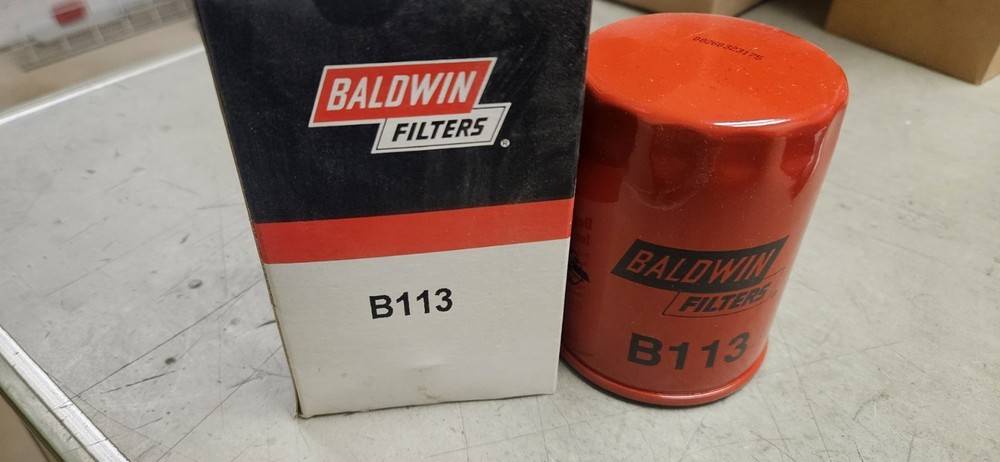 BALDWIN
FILTERS
®
B113
BALDWIN
FILTERS
B113